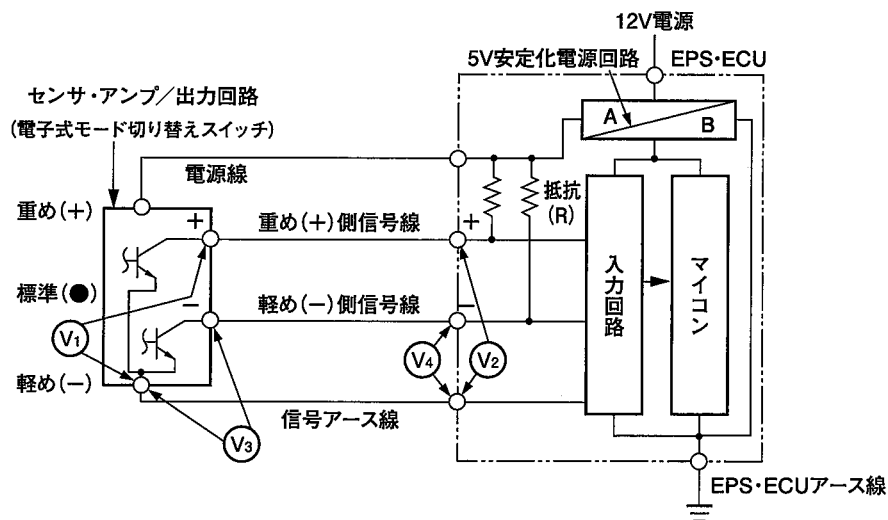 12V電源
5V安定化電源回路
EPS・ECU
センサ・アンプ/出力回路
(電子式モード切り替えスイッチ)
A
B
電源線
抵抗
(R)
重め(+)
+
重め(+)側信号線
+
標準(●)
−
軽め(−)側信号線
−
入力回路
マイコン
V1
V4
V2
軽め(−)
信号アース線
V3
EPS・ECUアース線